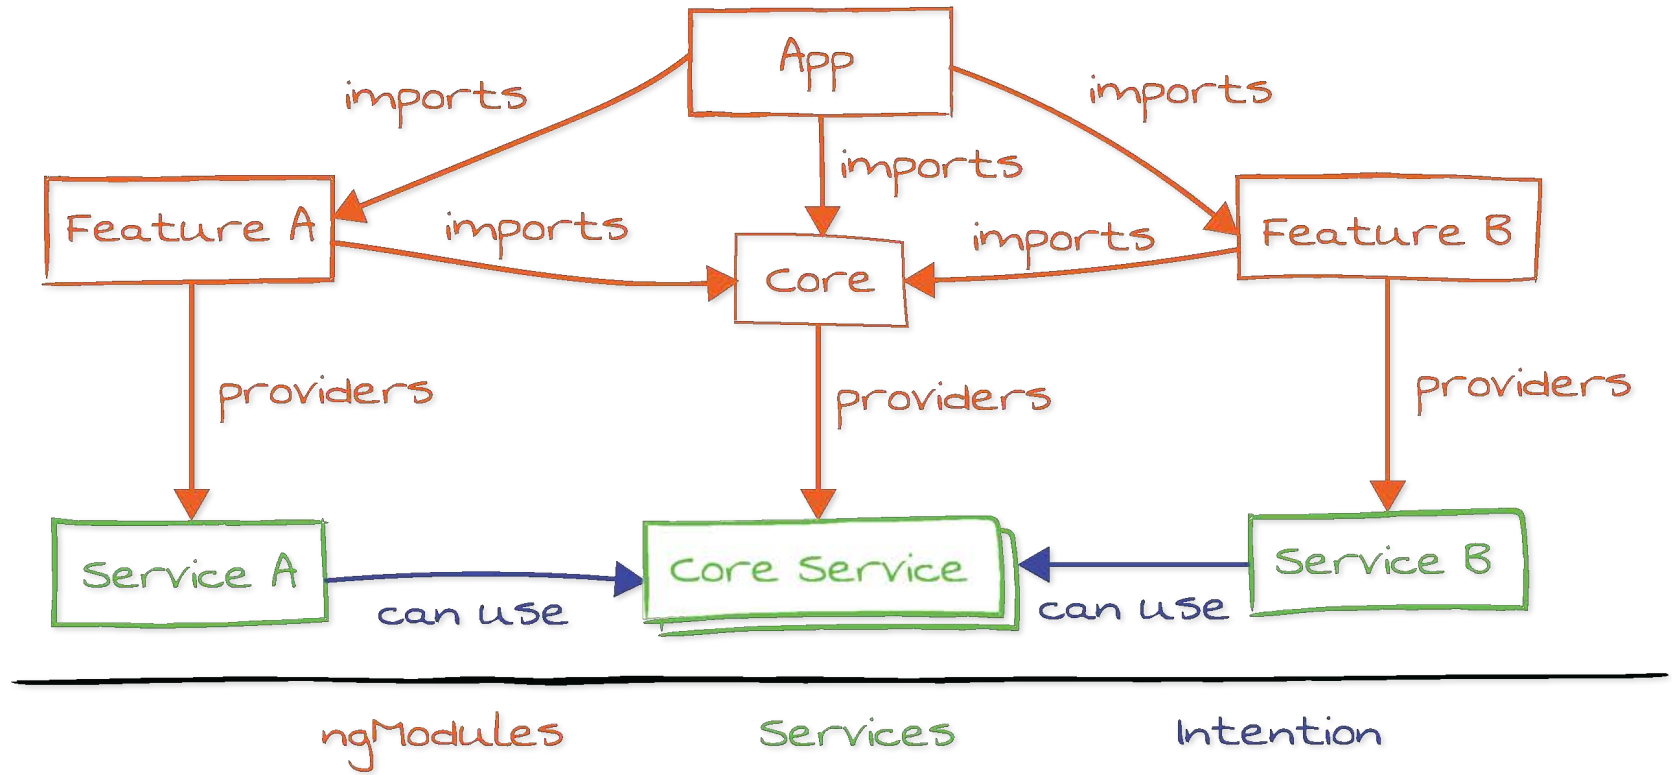 App
imports
imports
imports
Feature A
imports
imports
Feature B
Core
providers
providers
providers
Service A
can use
Core Service
can use
Service B
ngModules
Services
Intention